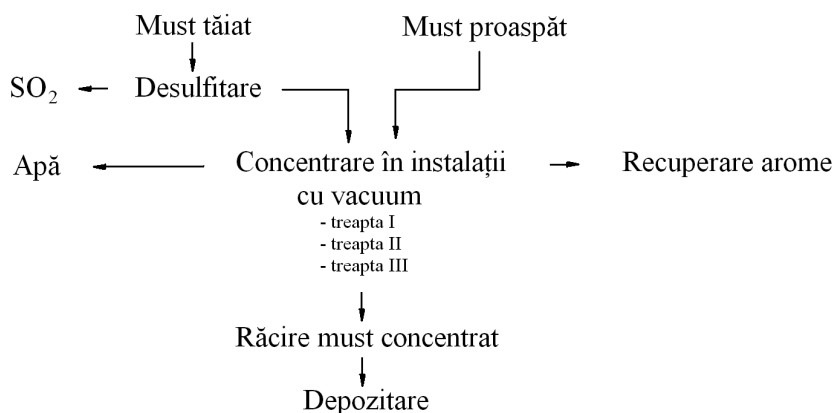 Must tăiat
Must proaspăt
SO₂
Desulfitare
Apă
Concentrare în instalații
cu vacuum
- treapta I
- treapta II
- treapta III
Recuperare arome
Răcire must concentrat
Depozitare